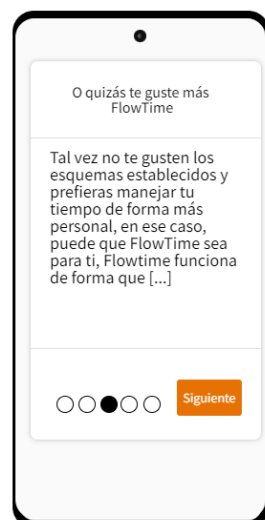 O quizás te guste más
FlowTime
Tal vez no te gusten los
esquemas establecidos y
prefieras manejar tu
tiempo de forma más
personal, en ese caso,
puede que FlowTime sea
para ti, Flowtime funciona
de forma que [...]
Siguiente